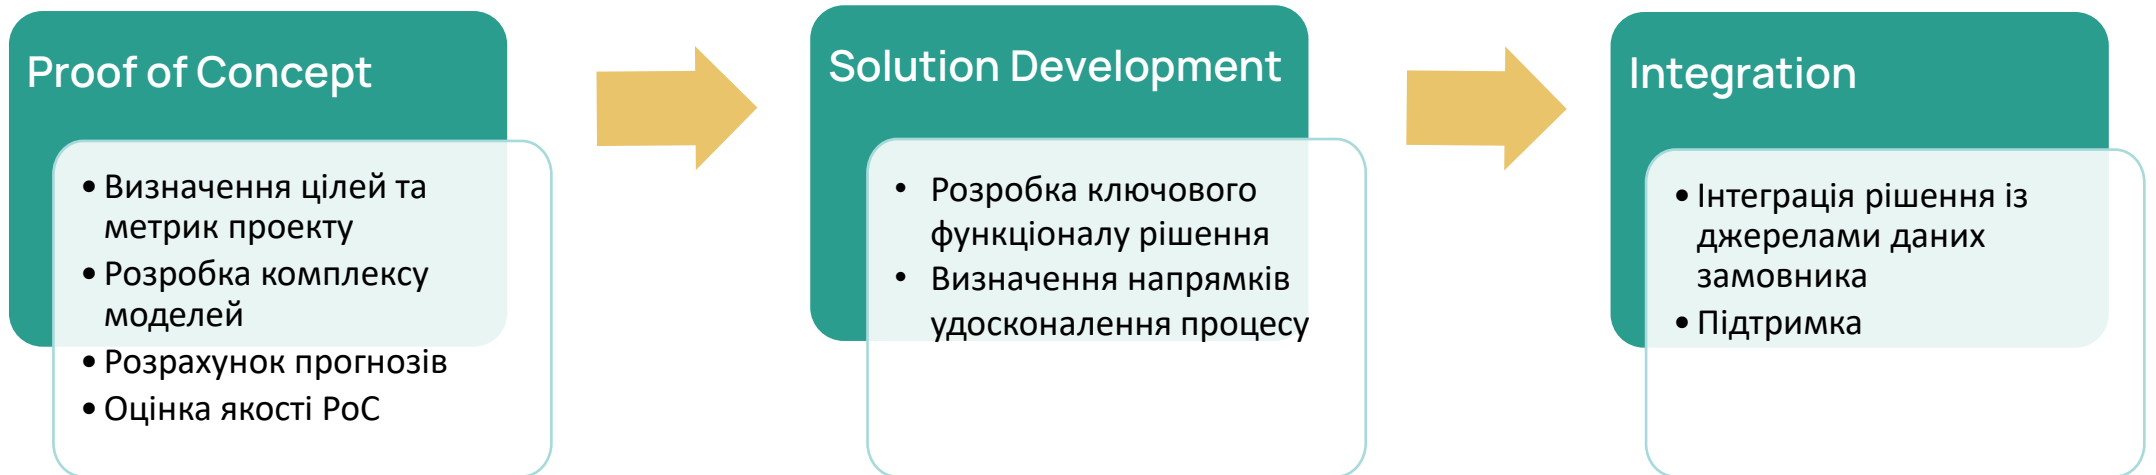 Proof of Concept
• Визначення цілей та
метрик проекту
• Розробка комплексу
моделей
• Розрахунок прогнозів
• Оцінка якості PoC
Solution Development
• Розробка ключового
функціоналу рішення
• Визначення напрямків
удосконалення процесу
Integration
• Інтеграція рішення із
джерелами даних
замовника
• Підтримка